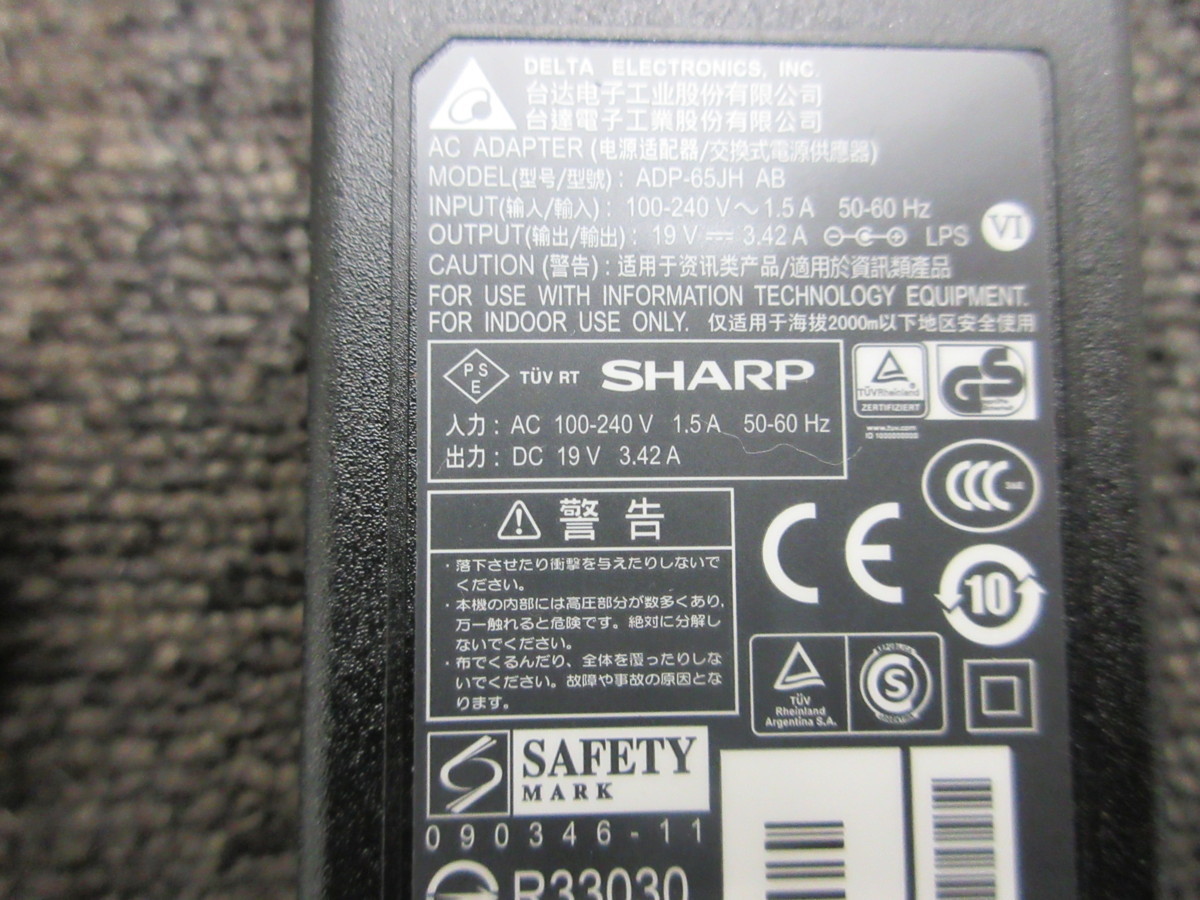 DELTA ELECTRONICS, INC.
台达电子工业股份有限公司
台達電子工業股份有限公司
AC ADAPTER (电源适配器/交換式電源供應器)
MODEL(型号/型號) : ADP-65JH AB
INPUT(输入/輸入) : 100-240 V～1.5 A 50-60 Hz
OUTPUT(输出/輸出) : 19 V ⎓ 3.42 A LPS VI
CAUTION (警告) : 适用于资讯类产品/適用於資訊類產品
FOR USE WITH INFORMATION TECHNOLOGY EQUIPMENT.
FOR INDOOR USE ONLY. 仅适用于海拔2000m以下地区安全使用
PSE TÜV RT SHARP
入力 : AC 100-240 V 1.5 A 50-60 Hz
出力 : DC 19 V 3.42 A
TÜVRheinland
ZERTIFIZIERT
GS
www.tuv.com
CCC
警告
・落下させたり衝撃を与えたりしないで
ください。
・本機の内部には高圧部分が数多くあり,
万一触れると危険です。絶対に分解し
ないでください。
・布でくるんだり、全体を覆ったりしな
いでください。故障や事故の原因とな
ります。
CE
10
TÜV
Rheinland
Argentina S.A.
S
SAFETY
MARK
090346-11
R33030